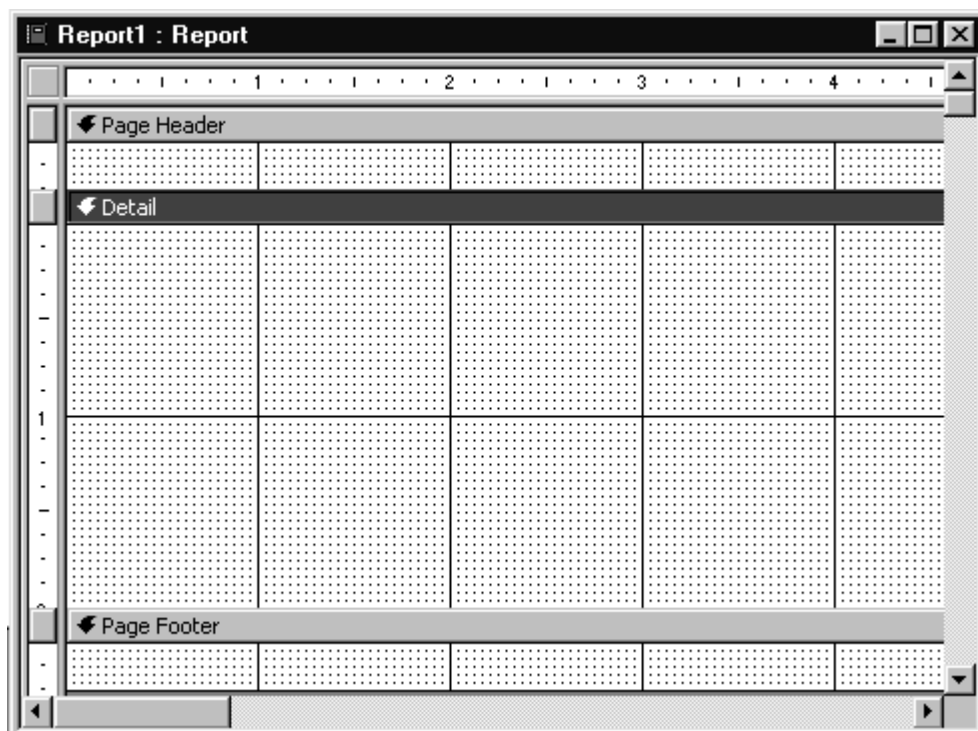 Report1 : Report
1 2 3 4
Page Header
Detail
1
Page Footer